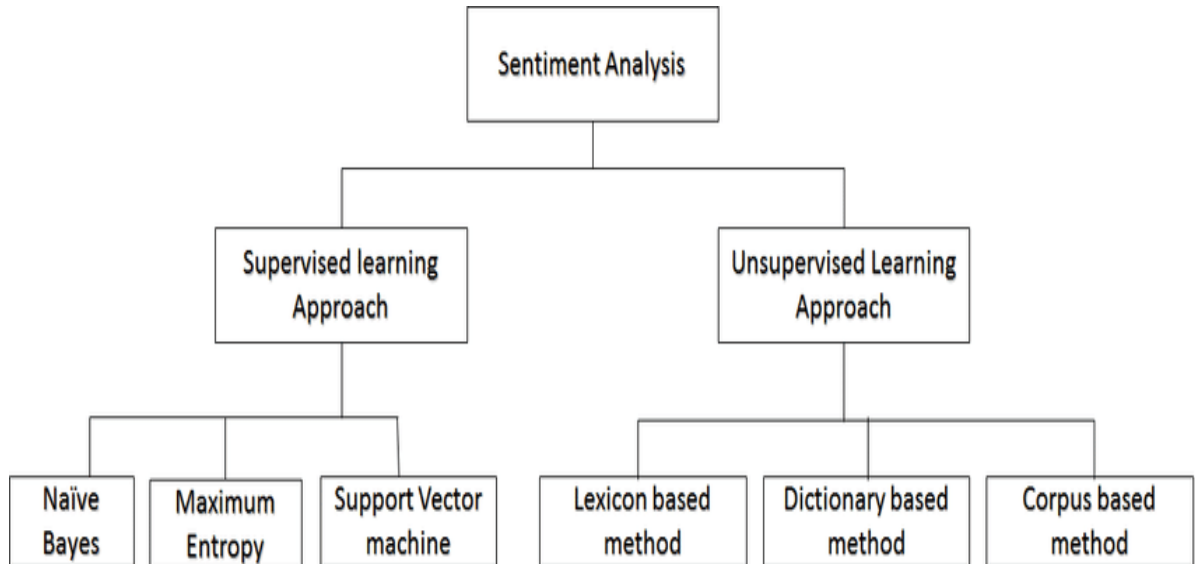 Sentiment Analysis
Supervised learning
Approach
Unsupervised Learning
Approach
Naïve
Bayes
Maximum
Entropy
Support Vector
machine
Lexicon based
method
Dictionary based
method
Corpus based
method